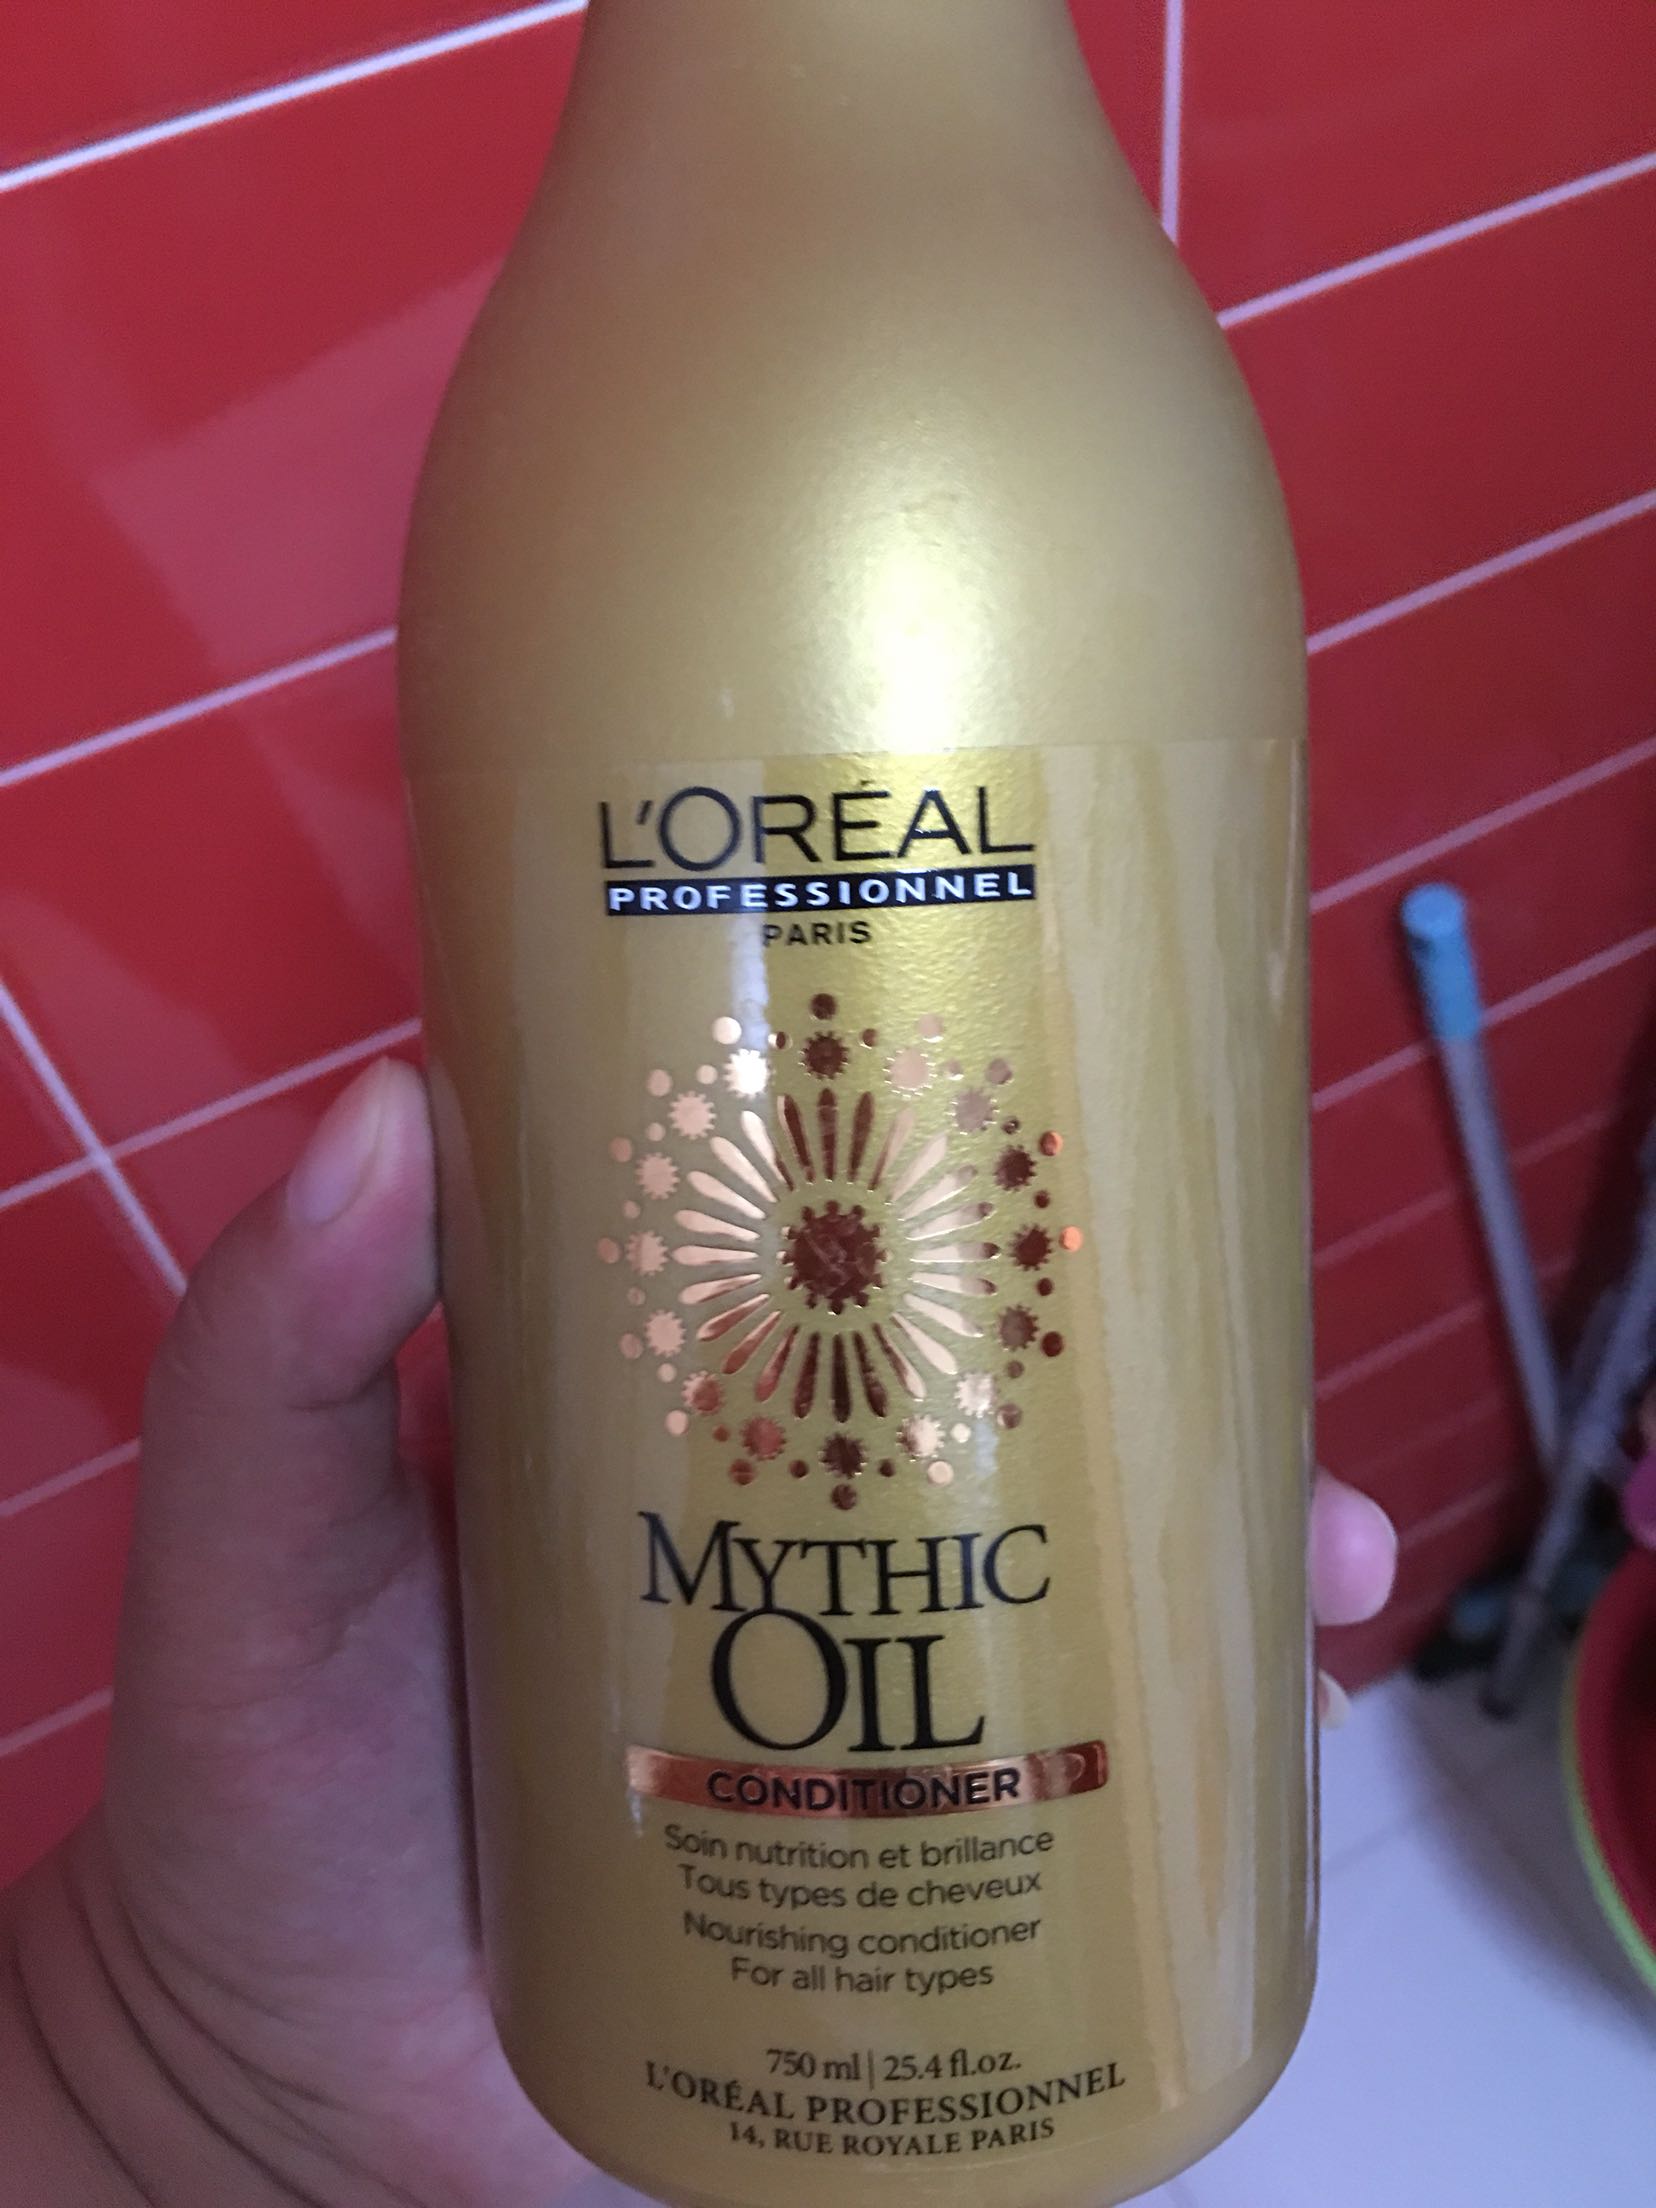 L'ORÉAL
PROFESSIONNEL
PARIS
MYTHIC
OIL
CONDITIONER
Soin nutrition et brillance
Tous types de cheveux
Nourishing conditioner
For all hair types
750 ml | 25.4 fl.oz.
L'ORÉAL PROFESSIONNEL
14, RUE ROYALE PARIS